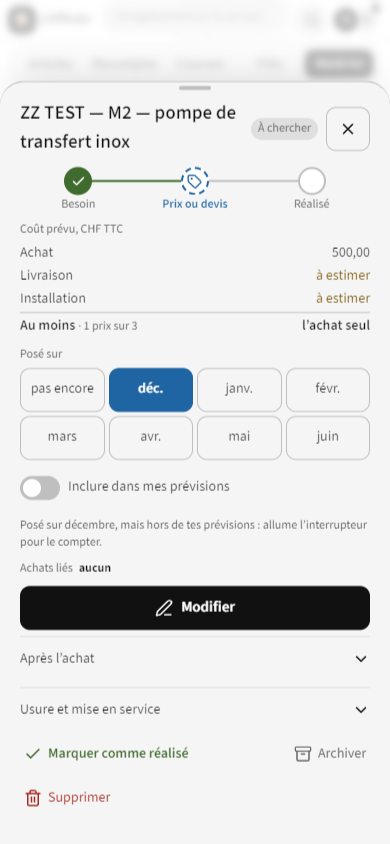 ZZ TEST — M2 — pompe de
transfert inox
À chercher
Besoin
Prix ou devis
Réalisé
Coût prévu, CHF TTC
Achat 500,00
Livraison à estimer
Installation à estimer
Au moins · 1 prix sur 3 l’achat seul
Posé sur
pas encore déc. janv. févr.
mars avr. mai juin
Inclure dans mes prévisions
Posé sur décembre, mais hors de tes prévisions : allume l’interrupteur
pour le compter.
Achats liés aucun
Modifier
Après l’achat
Usure et mise en service
Marquer comme réalisé Archiver
Supprimer